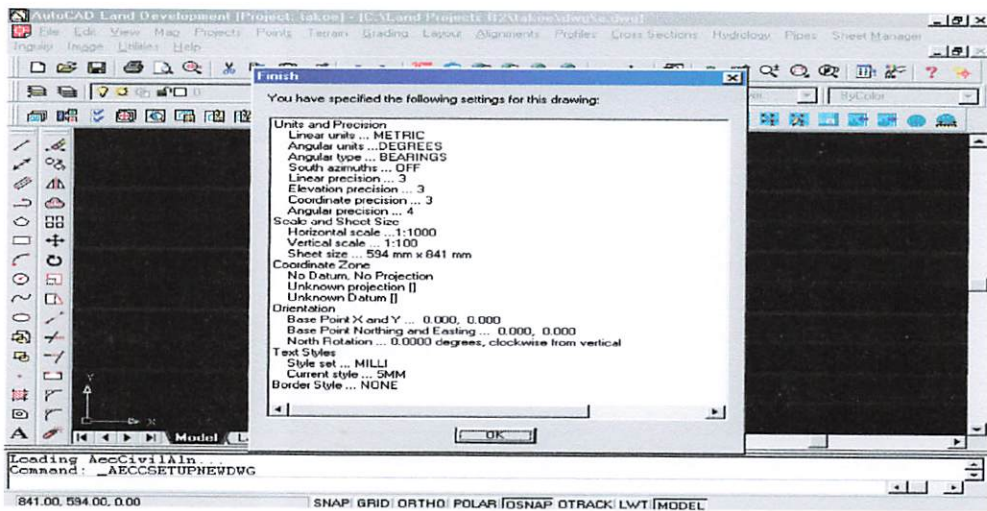 AutoCAD Land Development [Project: takoe] - [C:\Land Projects R2\takoe\dwg\e.dwg]
File Edit View Map Projects Points Terrain Grading Layout Alignments Profiles Cross Sections Hydrology Pipes Sheet Manager
Inquiry Image Utilities Help
Finish
You have specified the following settings for this drawing:
0
ByColor
Units and Precision
Linear units ... METRIC
Angular units ...DEGREES
Angular type ... BEARINGS
South azimuths ... OFF
Linear precision ... 3
Elevation precision ... 3
Coordinate precision ... 3
Angular precision ... 4
Scale and Sheet Size
Horizontal scale ...1:1000
Vertical scale ... 1:100
Sheet size ... 594 mm x 841 mm
Coordinate Zone
No Datum, No Projection
Unknown projection []
Unknown Datum []
Orientation
Base Point X and Y ... 0.000, 0.000
Base Point Northing and Easting ... 0.000, 0.000
North Rotation ... 0.0000 degrees, clockwise from vertical
Text Styles
Style set ... MILLI
Current style ... 5MM
Border Style ... NONE
OK
Y
X
A
Model
Loading AecCivilAln...
Command: _AECCSETUPNEWDWG
841.00, 594.00, 0.00 SNAP GRID ORTHO POLAR OSNAP OTRACK LWT MODEL